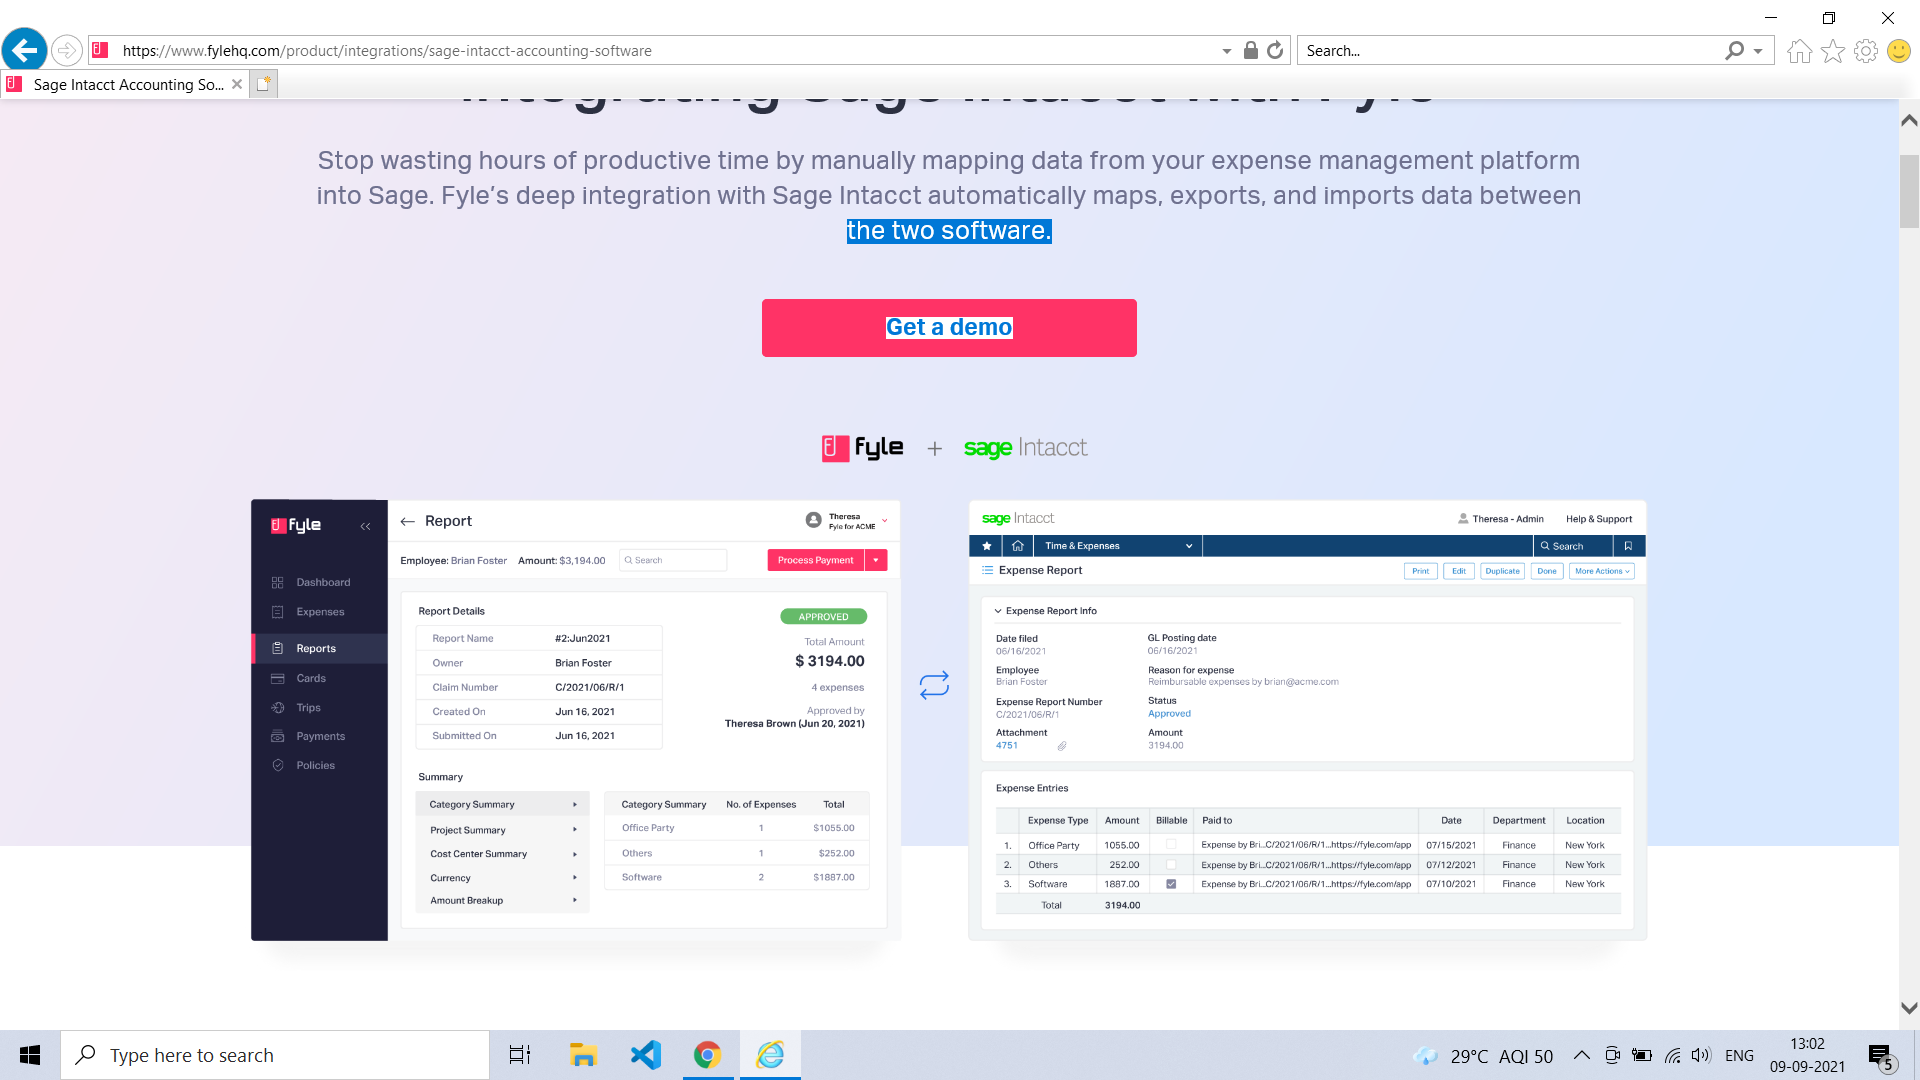 https://www.fylehq.com/product/integrations/sage-intacct-accounting-software
Search...
Sage Intacct Accounting So...
Integrating Sage Intacct with Fyle
Stop wasting hours of productive time by manually mapping data from your expense management platform
into Sage. Fyle's deep integration with Sage Intacct automatically maps, exports, and imports data between
the two software.
Get a demo
Fyle + sage Intacct
Fyle
Dashboard
Expenses
Reports
Cards
Trips
Payments
Policies
Report
Theresa
Fyle for ACME
Employee: Brian Foster Amount: $3,194.00 Search Process Payment
Report Details
APPROVED
Report Name #2:Jun2021
Owner Brian Foster
Claim Number C/2021/06/R/1
Created On Jun 16, 2021
Submitted On Jun 16, 2021
Total Amount
$ 3194.00
4 expenses
Approved by
Theresa Brown (Jun 20, 2021)
Summary
Category Summary
Project Summary
Cost Center Summary
Currency
Amount Breakup
Category Summary No. of Expenses Total
Office Party 1 $1055.00
Others 1 $252.00
Software 2 $1887.00
sage Intacct Theresa - Admin Help & Support
Time & Expenses Search
Expense Report Print Edit Duplicate Done More Actions
Expense Report Info
Date filed
06/16/2021
GL Posting date
06/16/2021
Employee
Brian Foster
Reason for expense
Reimbursable expenses by brian@acme.com
Expense Report Number
C/2021/06/R/1
Status
Approved
Attachment
4751
Amount
3194.00
Expense Entries
Expense Type Amount Billable Paid to Date Department Location
1. Office Party 1055.00 Expense by Bri...C/2021/06/R/1...https://fyle.com/app 07/15/2021 Finance New York
2. Others 252.00 Expense by Bri...C/2021/06/R/1...https://fyle.com/app 07/12/2021 Finance New York
3. Software 1887.00 Expense by Bri...C/2021/06/R/1...https://fyle.com/app 07/10/2021 Finance New York
Total 3194.00
Type here to search
29°C AQI 50
ENG
13:02
09-09-2021
5